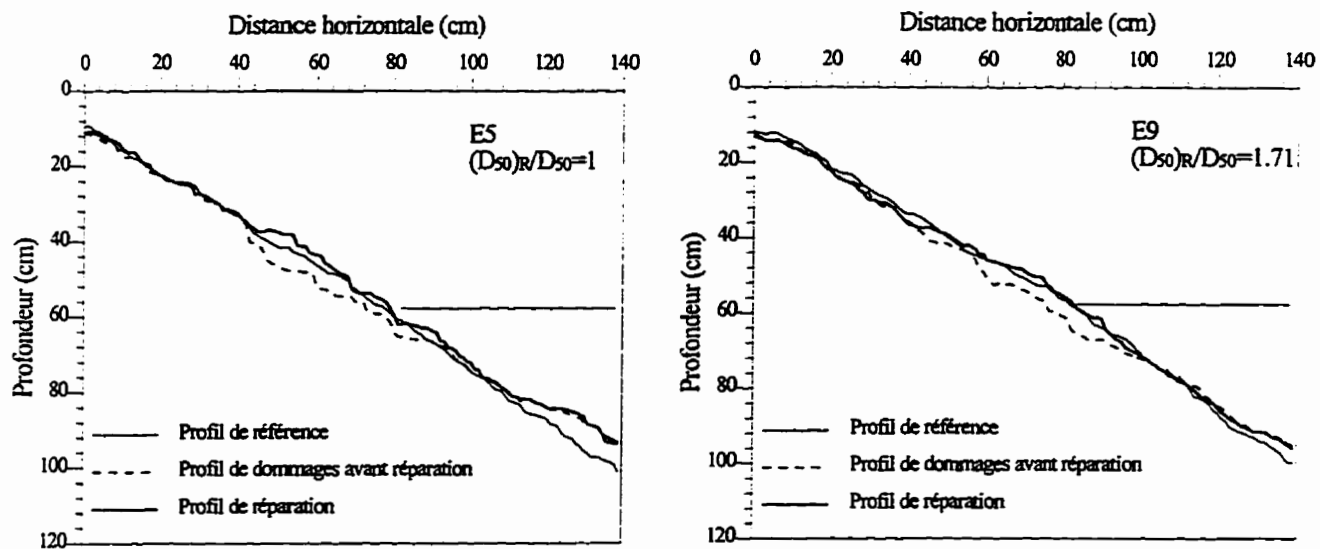 Distance horizontale (cm)
0 20 40 60 80 100 120 140
0
20
40
60
80
100
120
Profondeur (cm)
E5
(D50)R/D50=1
Profil de référence
Profil de dommages avant réparation
Profil de réparation
Distance horizontale (cm)
0 20 40 60 80 100 120 140
0
20
40
60
80
100
120
Profondeur (cm)
E9
(D50)R/D50=1.71
Profil de référence
Profil de dommages avant réparation
Profil de réparation